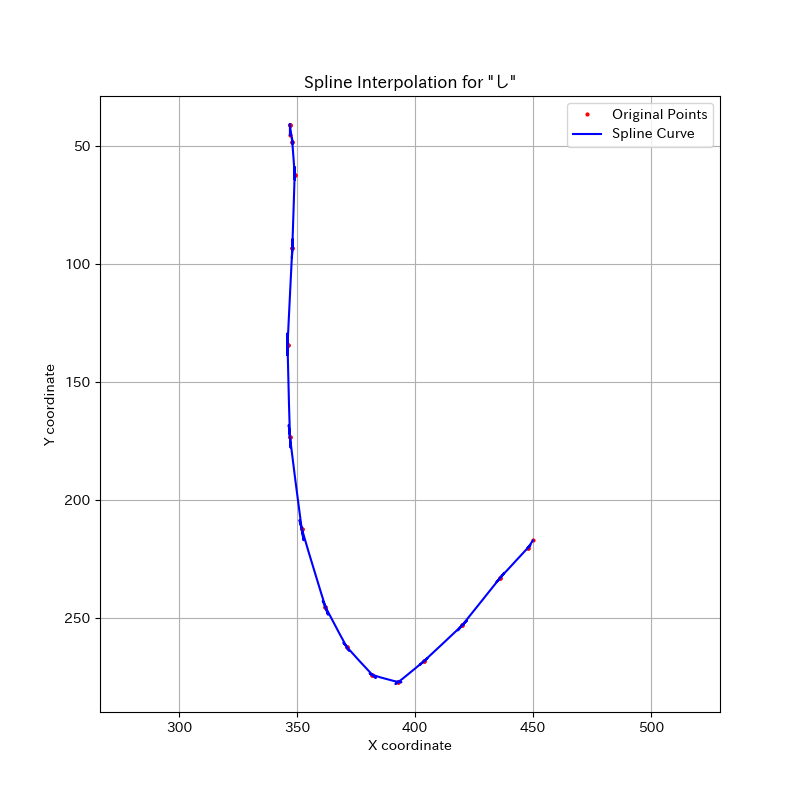 Spline Interpolation for "し"
Original Points
Spline Curve
50
100
150
200
250
Y coordinate
300 350 400 450 500
X coordinate